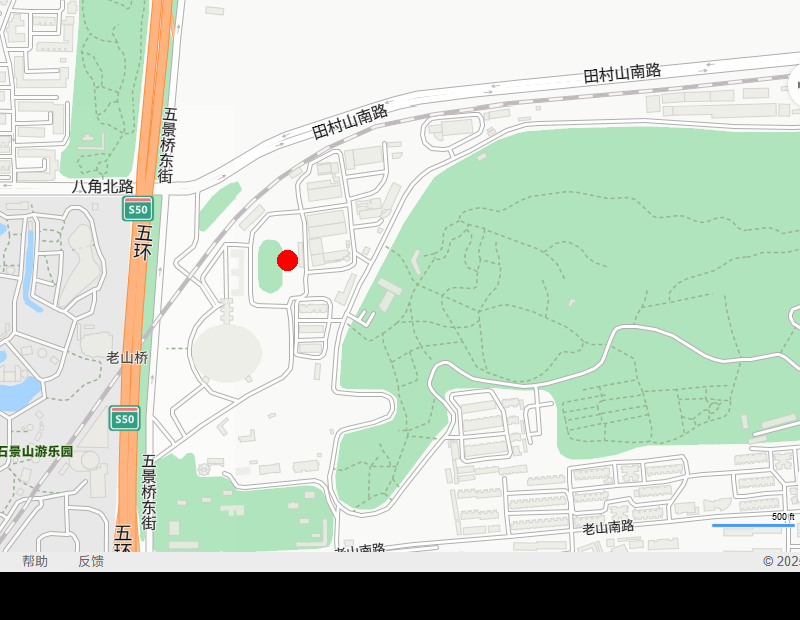 田村山南路
田村山南路
五景桥东街
八角北路
S50
五环
老山桥
S50
石景山游乐园
五景桥东街
500 ft
老山南路
五环
老山南路
帮助
反馈
© 202